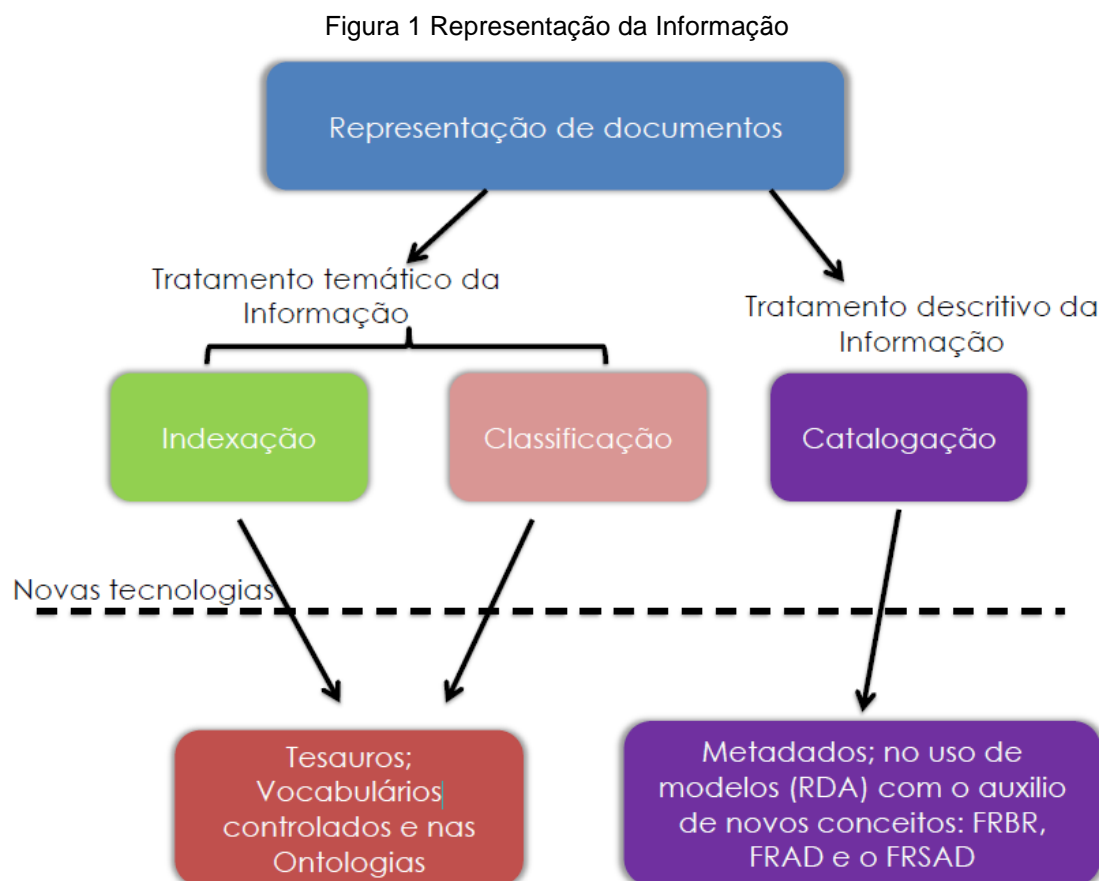 Figura 1 Representação da Informação
Representação de documentos
Tratamento temático da
Informação
Tratamento descritivo da
Informação
Indexação
Classificação
Catalogação
Novas tecnologias
Tesauros;
Vocabulários
controlados e nas
Ontologias
Metadados; no uso de
modelos (RDA) com o auxilio
de novos conceitos: FRBR,
FRAD e o FRSAD